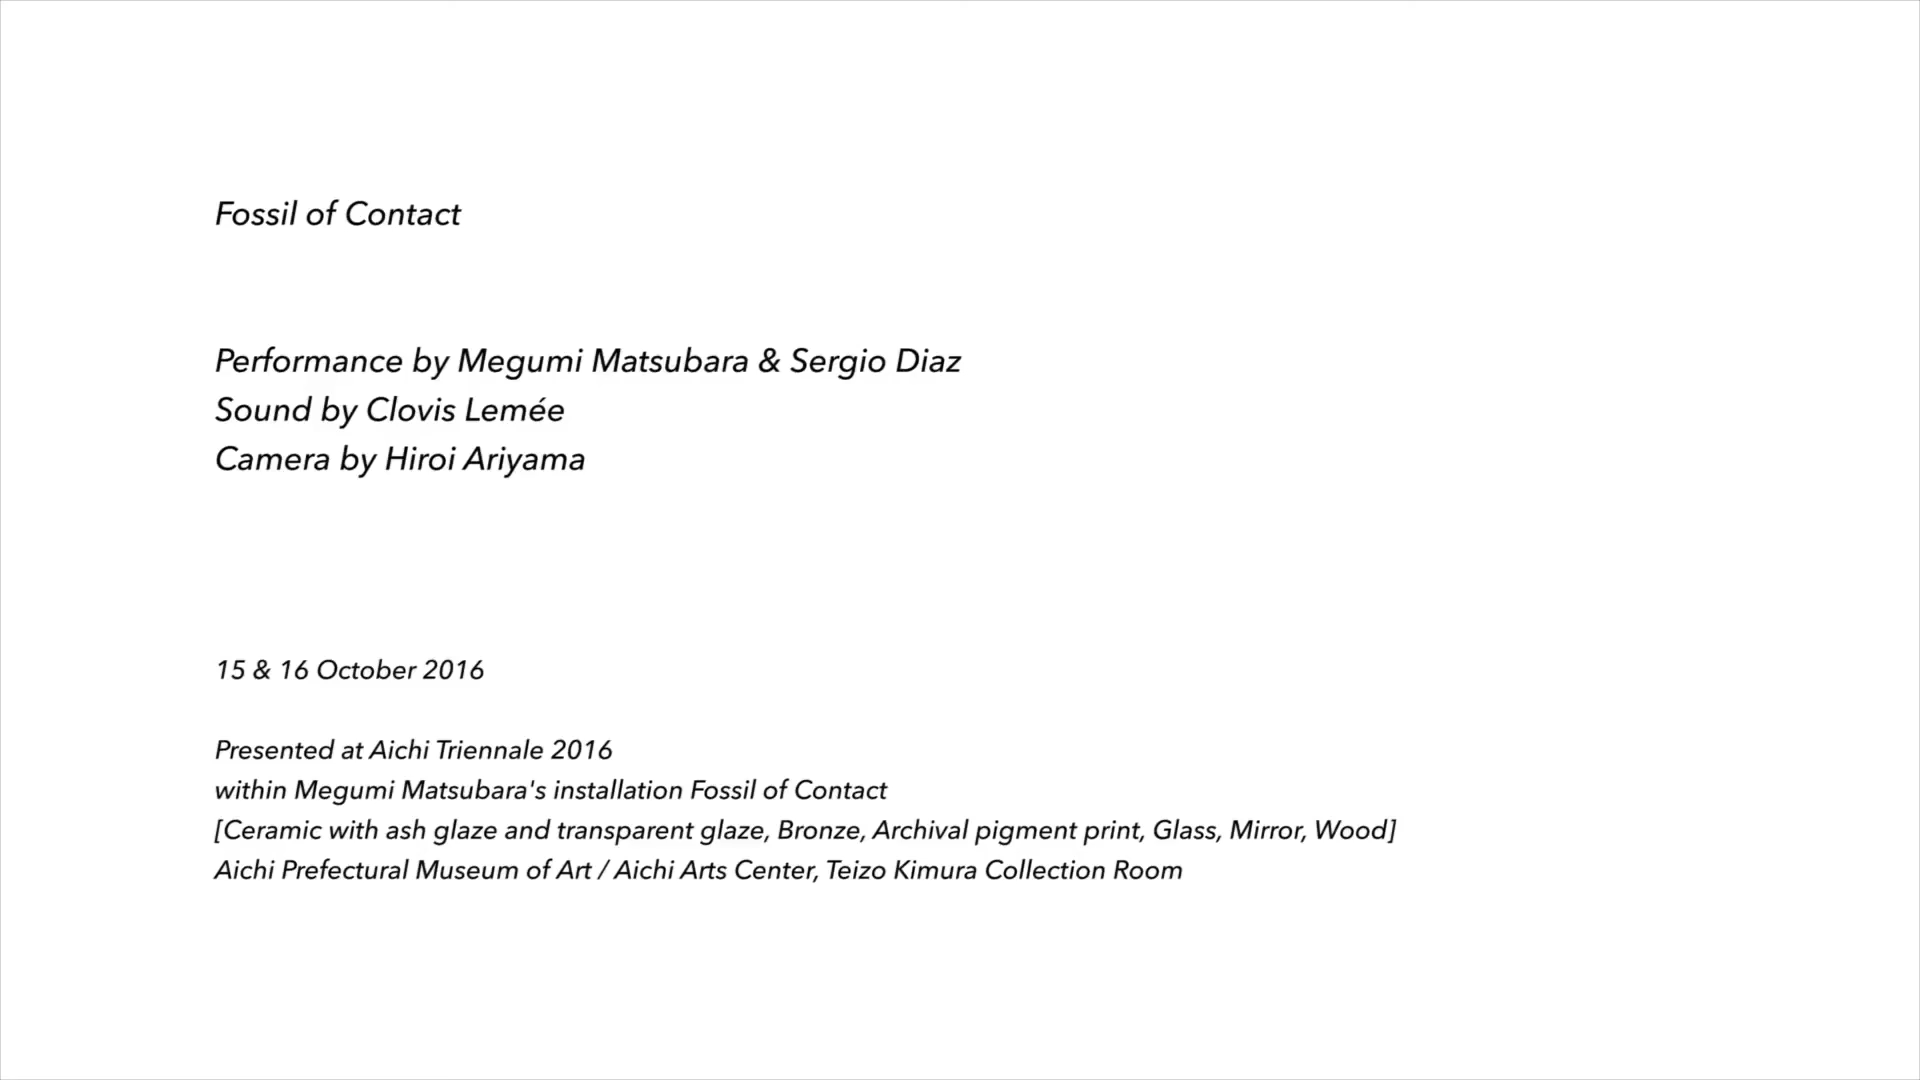 Fossil of Contact
Performance by Megumi Matsubara & Sergio Diaz
Sound by Clovis Lemée
Camera by Hiroi Ariyama
15 & 16 October 2016
Presented at Aichi Triennale 2016
within Megumi Matsubara's installation Fossil of Contact
[Ceramic with ash glaze and transparent glaze, Bronze, Archival pigment print, Glass, Mirror, Wood]
Aichi Prefectural Museum of Art / Aichi Arts Center, Teizo Kimura Collection Room